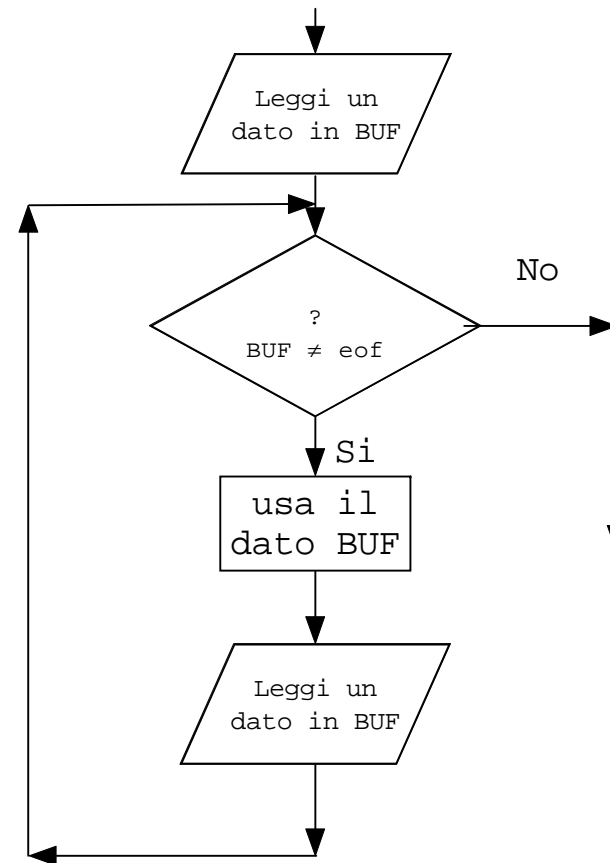 Leggi un
dato in BUF
No
?
BUF ≠ eof
Si
usa il
dato BUF
Leggi un
dato in BUF